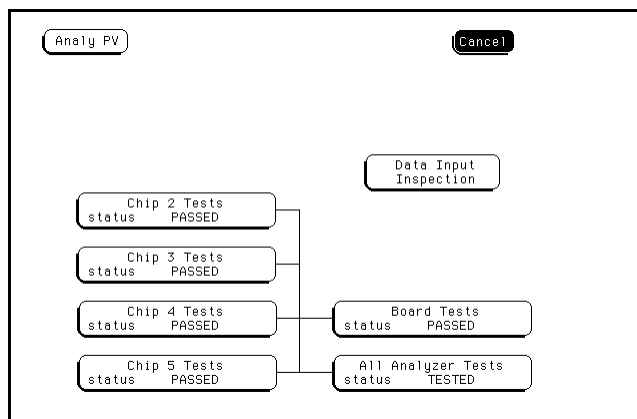 Analy PV
Cancel
Data Input
Inspection
Chip 2 Tests
status PASSED
Chip 3 Tests
status PASSED
Chip 4 Tests
status PASSED
Board Tests
status PASSED
Chip 5 Tests
status PASSED
All Analyzer Tests
status TESTED